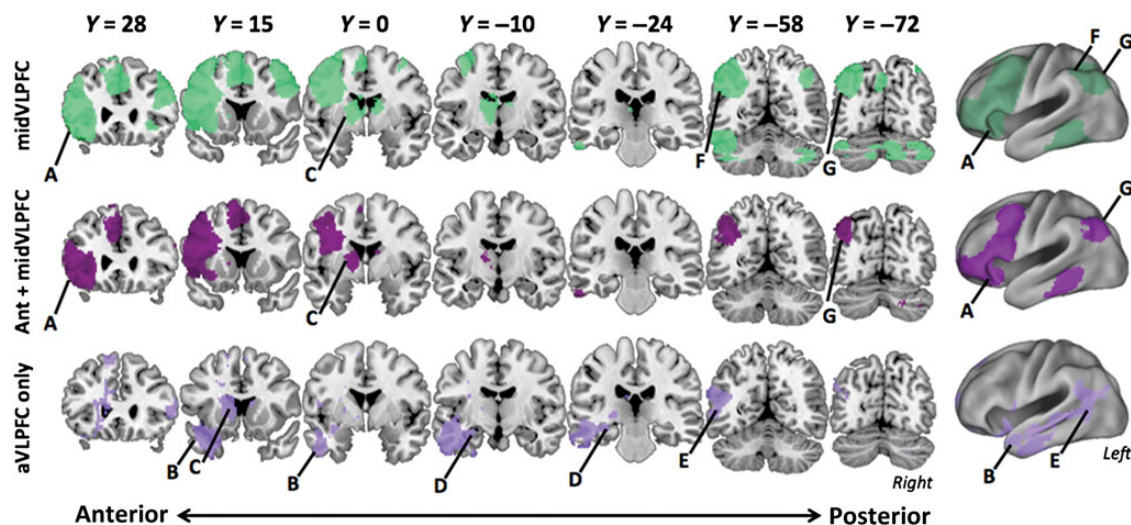 Y = 28 Y = 15 Y = 0 Y = −10 Y = −24 Y = −58 Y = −72
midVLPFC
F G
A C F G A
Ant + midVLPFC
G
A C G A
aVLPFC only
B C B D D E B E
Right Left
Anterior Posterior